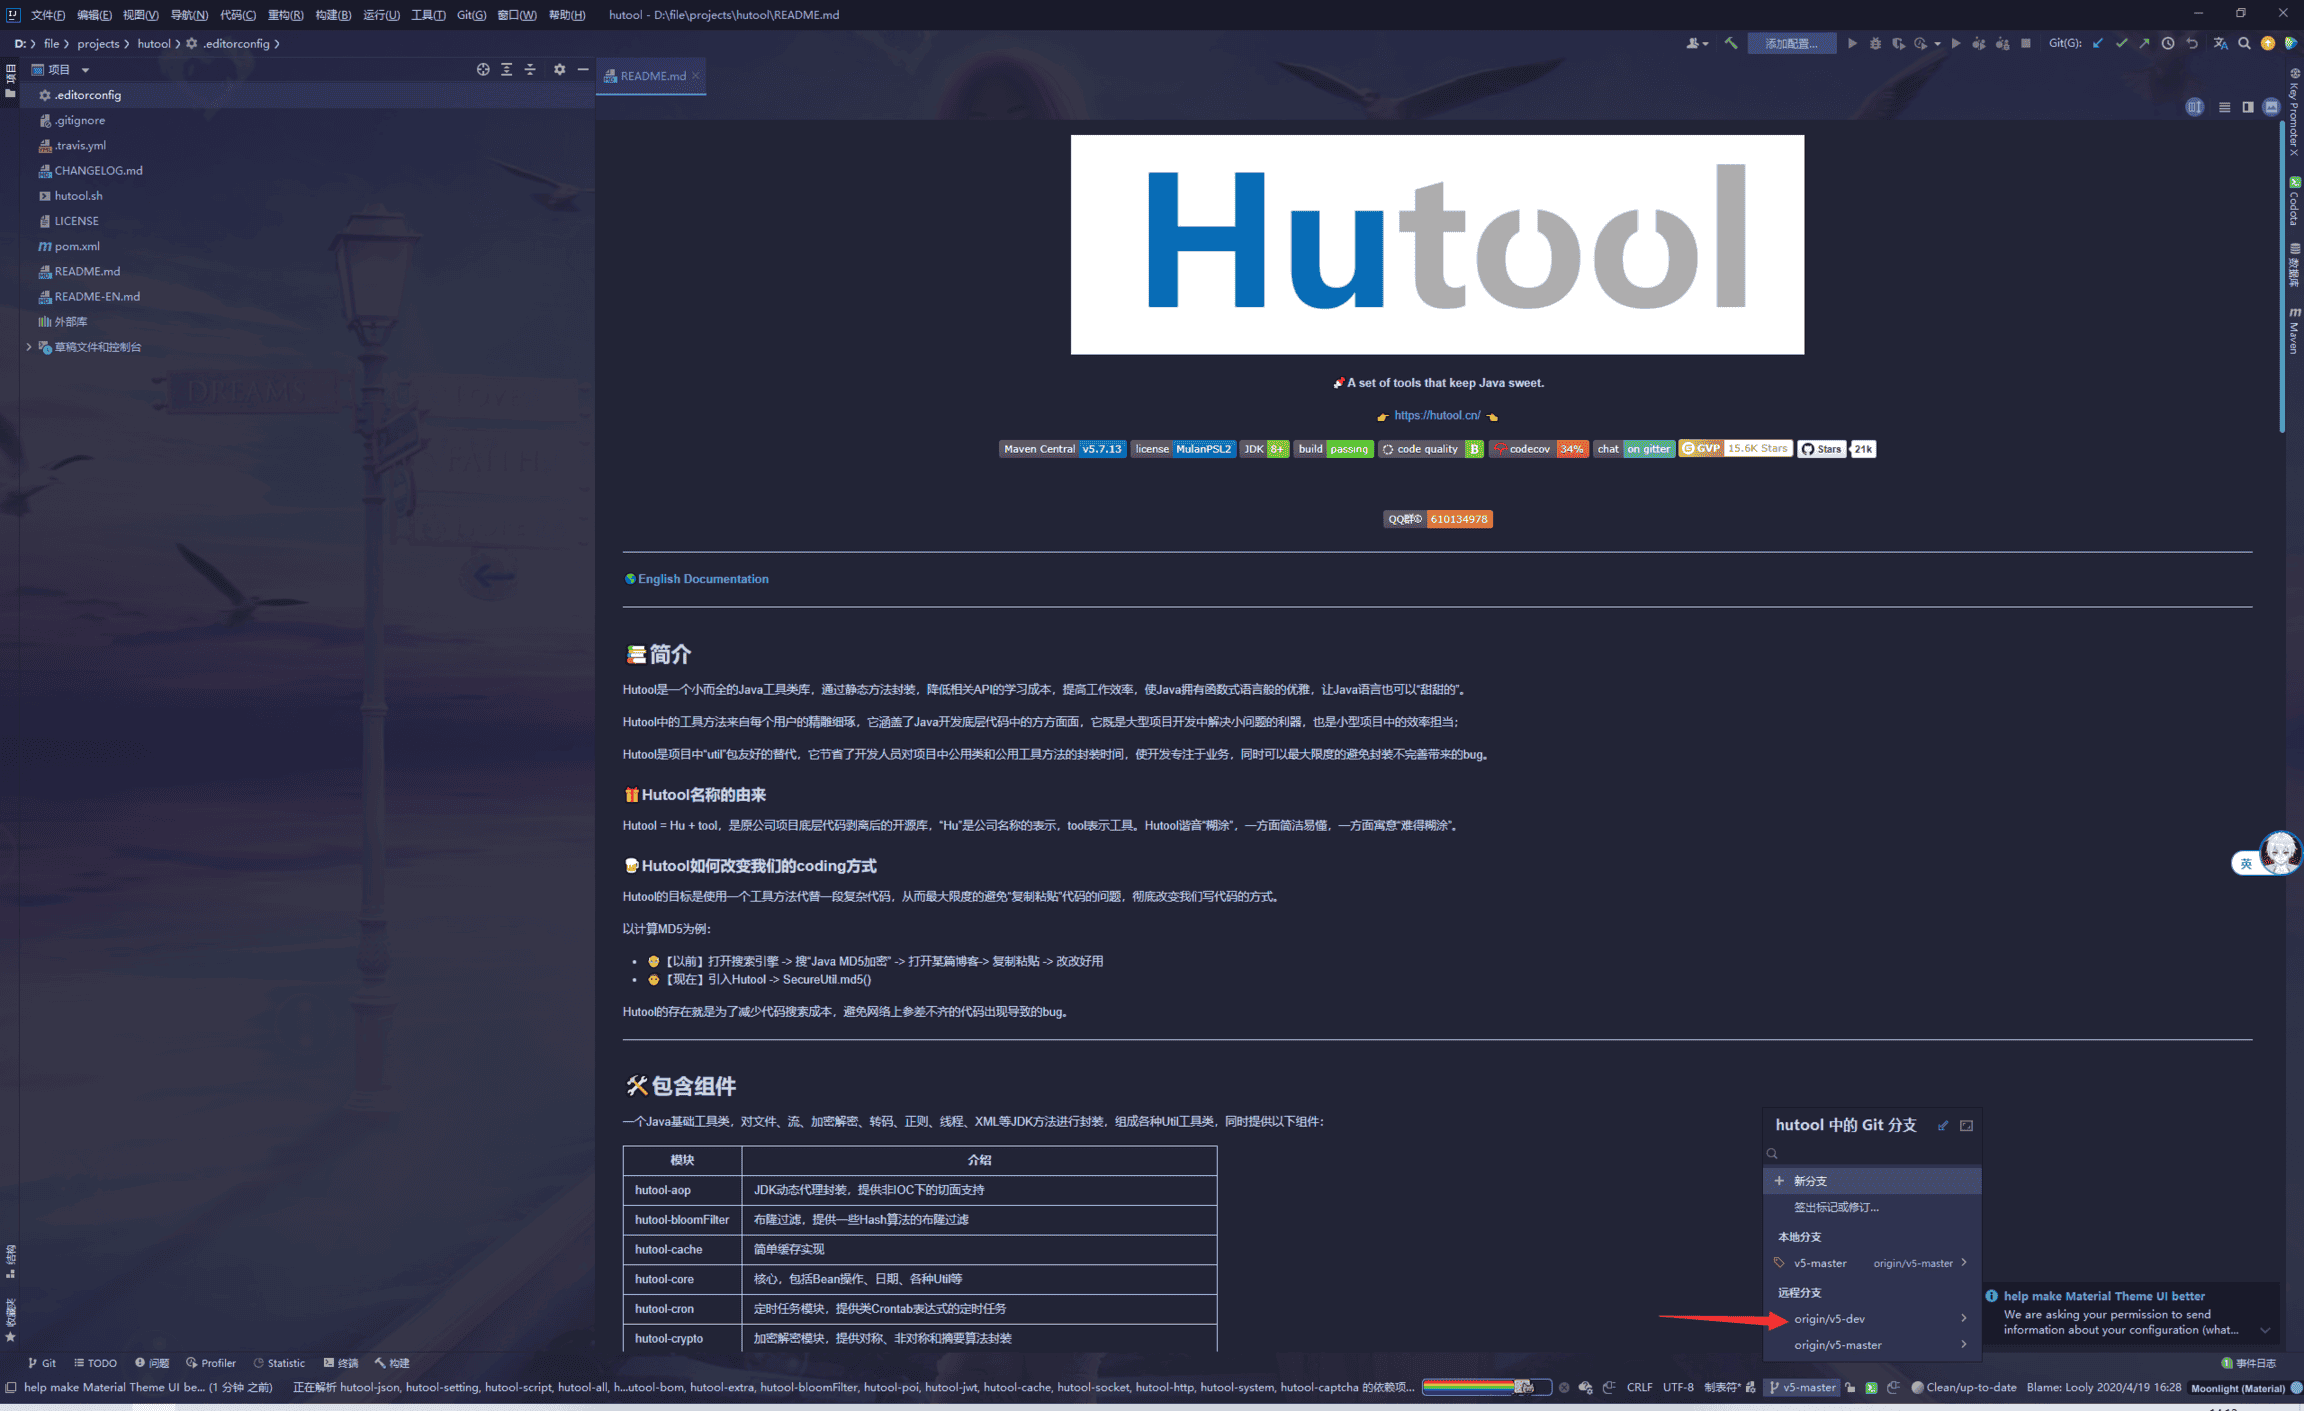 文件(F) 编辑(E) 视图(V) 导航(N) 代码(C) 重构(R) 构建(B) 运行(U) 工具(T) Git(G) 窗口(W) 帮助(H) hutool - D:\file\projects\hutool\README.md
D: file projects hutool .editorconfig
添加配置...
Git(G):
项目
项目
README.md
.editorconfig
.gitignore
.travis.yml
CHANGELOG.md
hutool.sh
LICENSE
pom.xml
README.md
README-EN.md
外部库
草稿文件和控制台
DREAMS
LOVE
FAITH
Key Promoter X
Codota
数据库
Maven
Hutool
A set of tools that keep Java sweet.
https://hutool.cn/
Maven Central v5.7.13 license MulanPSL2 JDK 8+ build passing code quality B codecov 34% chat on gitter GVP 15.6K Stars Stars 21k
QQ群① 610134978
English Documentation
简介
Hutool是一个小而全的Java工具类库，通过静态方法封装，降低相关API的学习成本，提高工作效率，使Java拥有函数式语言般的优雅，让Java语言也可以“甜甜的”。
Hutool中的工具方法来自每个用户的精雕细琢，它涵盖了Java开发底层代码中的方方面面，它既是大型项目开发中解决小问题的利器，也是小型项目中的效率担当；
Hutool是项目中“util”包友好的替代，它节省了开发人员对项目中公用类和公用工具方法的封装时间，使开发专注于业务，同时可以最大限度的避免封装不完善带来的bug。
Hutool名称的由来
Hutool = Hu + tool，是原公司项目底层代码剥离后的开源库，“Hu”是公司名称的表示，tool表示工具。Hutool谐音“糊涂”，一方面简洁易懂，一方面寓意“难得糊涂”。
Hutool如何改变我们的coding方式
Hutool的目标是使用一个工具方法代替一段复杂代码，从而最大限度的避免“复制粘贴”代码的问题，彻底改变我们写代码的方式。
以计算MD5为例：
【以前】打开搜索引擎 -> 搜“Java MD5加密” -> 打开某篇博客-> 复制粘贴 -> 改改好用
【现在】引入Hutool -> SecureUtil.md5()
Hutool的存在就是为了减少代码搜索成本，避免网络上参差不齐的代码出现导致的bug。
英
包含组件
一个Java基础工具类，对文件、流、加密解密、转码、正则、线程、XML等JDK方法进行封装，组成各种Util工具类，同时提供以下组件：
模块 介绍
hutool-aop JDK动态代理封装，提供非IOC下的切面支持
hutool-bloomFilter 布隆过滤，提供一些Hash算法的布隆过滤
hutool-cache 简单缓存实现
hutool-core 核心，包括Bean操作、日期、各种Util等
hutool-cron 定时任务模块，提供类Crontab表达式的定时任务
hutool-crypto 加密解密模块，提供对称、非对称和摘要算法封装
hutool 中的 Git 分支
新分支
签出标记或修订...
本地分支
v5-master origin/v5-master
远程分支
origin/v5-dev
origin/v5-master
help make Material Theme UI better
We are asking your permission to send
information about your configuration (what...
结构
收藏夹
Git TODO 问题 Profiler Statistic 终端 构建
1 事件日志
help make Material Theme UI be... (1 分钟 之前) 正在解析 hutool-json, hutool-setting, hutool-script, hutool-all, h...utool-bom, hutool-extra, hutool-bloomFilter, hutool-poi, hutool-jwt, hutool-cache, hutool-socket, hutool-http, hutool-system, hutool-captcha 的依赖项... CRLF UTF-8 制表符* v5-master Clean/up-to-date Blame: Looly 2020/4/19 16:28 Moonlight (Material)